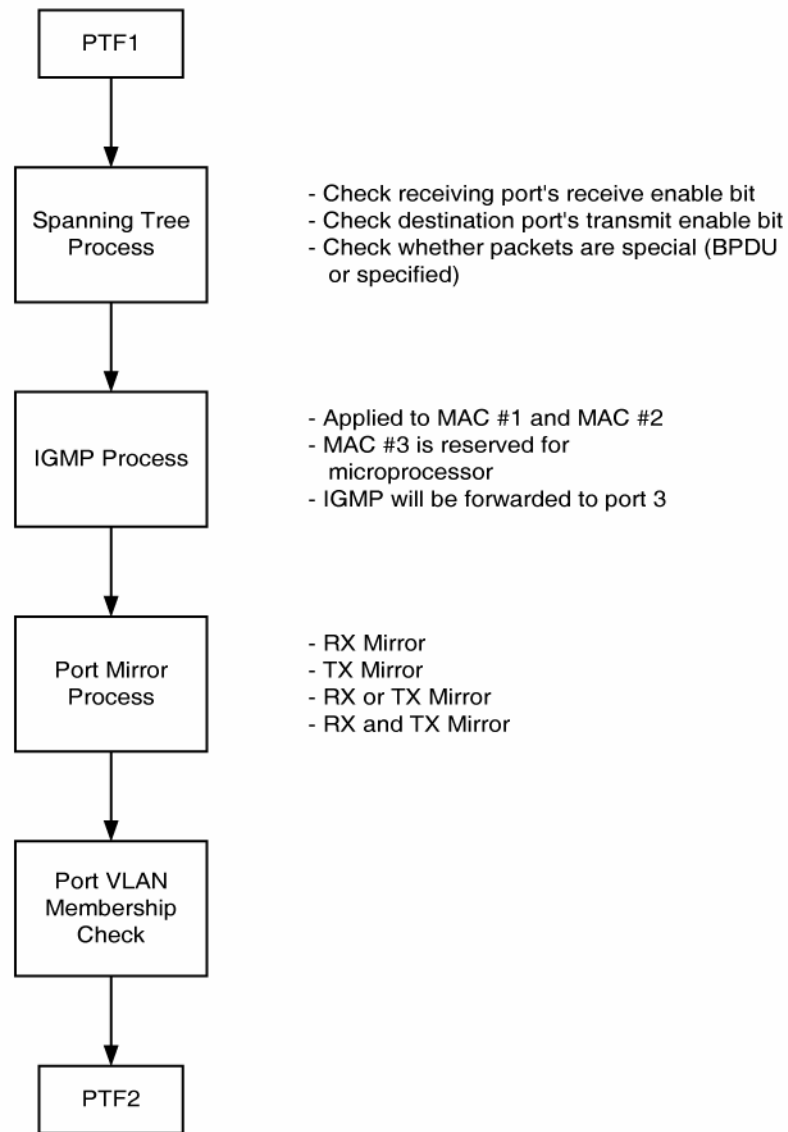 PTF1
Spanning Tree
Process
- Check receiving port's receive enable bit
- Check destination port's transmit enable bit
- Check whether packets are special (BPDU
or specified)
IGMP Process
- Applied to MAC #1 and MAC #2
- MAC #3 is reserved for
microprocessor
- IGMP will be forwarded to port 3
Port Mirror
Process
- RX Mirror
- TX Mirror
- RX or TX Mirror
- RX and TX Mirror
Port VLAN
Membership
Check
PTF2